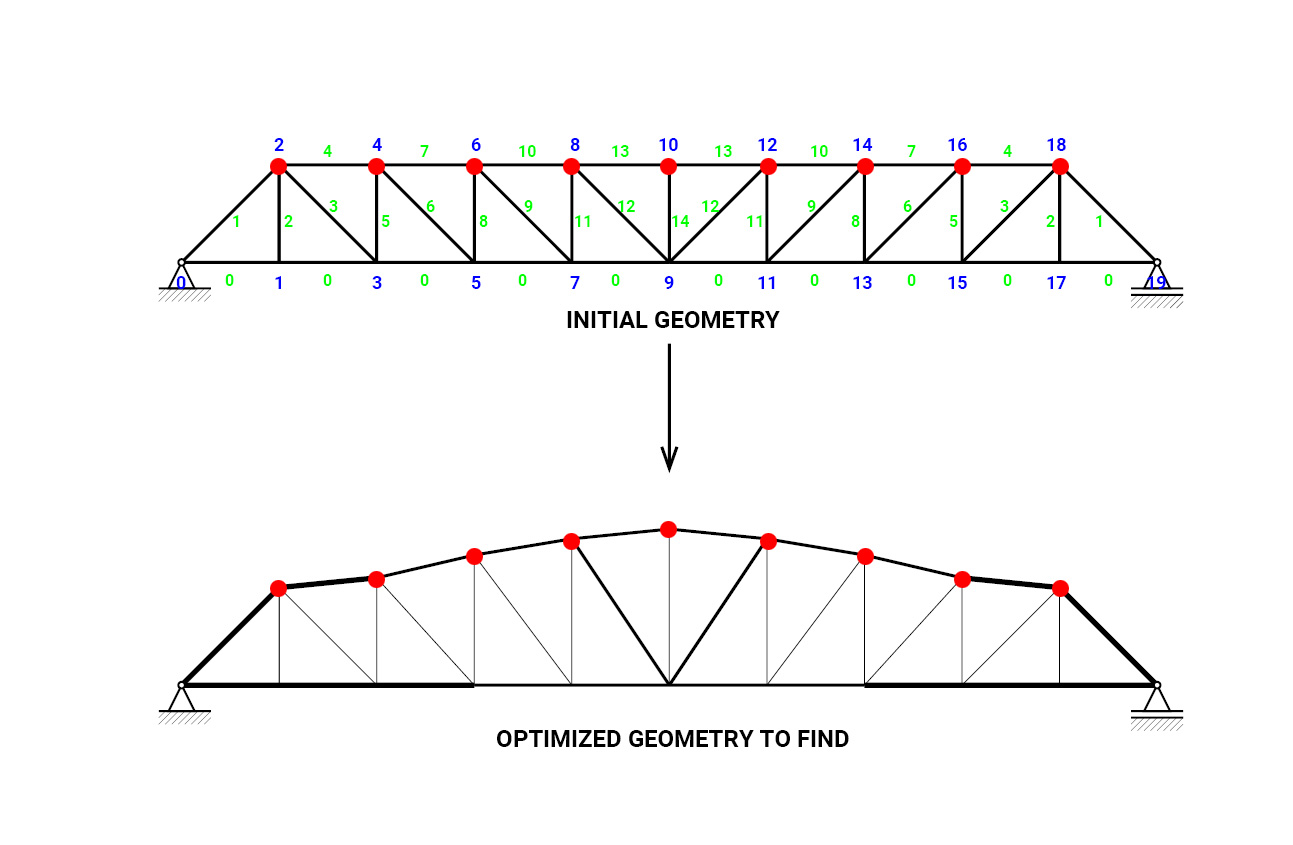 2 4 6 8 10 12 14 16 18
4 7 10 13 13 10 7 4
1 2 3 5 6 8 9 11 12 14 12 11 9 8 6 5 3 2 1
0 0 0 0 0 0 0 0 0 0
0 1 3 5 7 9 11 13 15 17 19
INITIAL GEOMETRY
OPTIMIZED GEOMETRY TO FIND